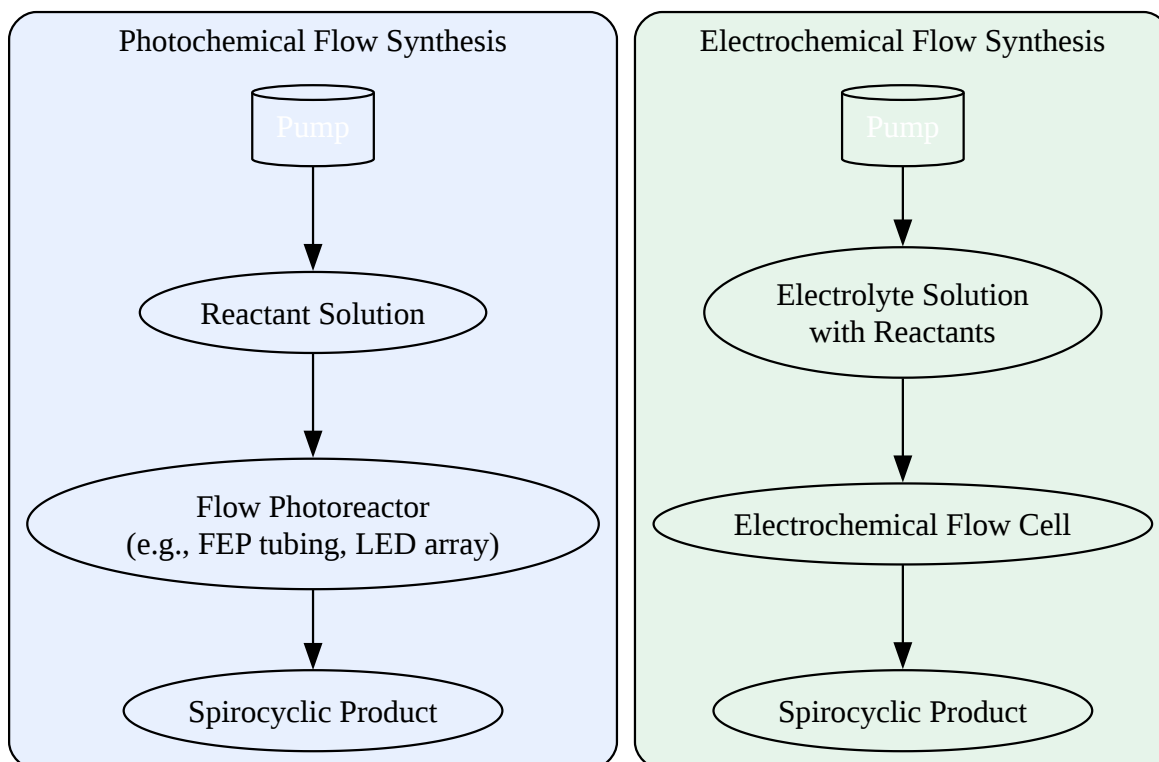 Photochemical Flow Synthesis
Pump
Reactant Solution
Flow Photoreactor
(e.g., FEP tubing, LED array)
Spirocyclic Product
Electrochemical Flow Synthesis
Pump
Electrolyte Solution
with Reactants
Electrochemical Flow Cell
Spirocyclic Product